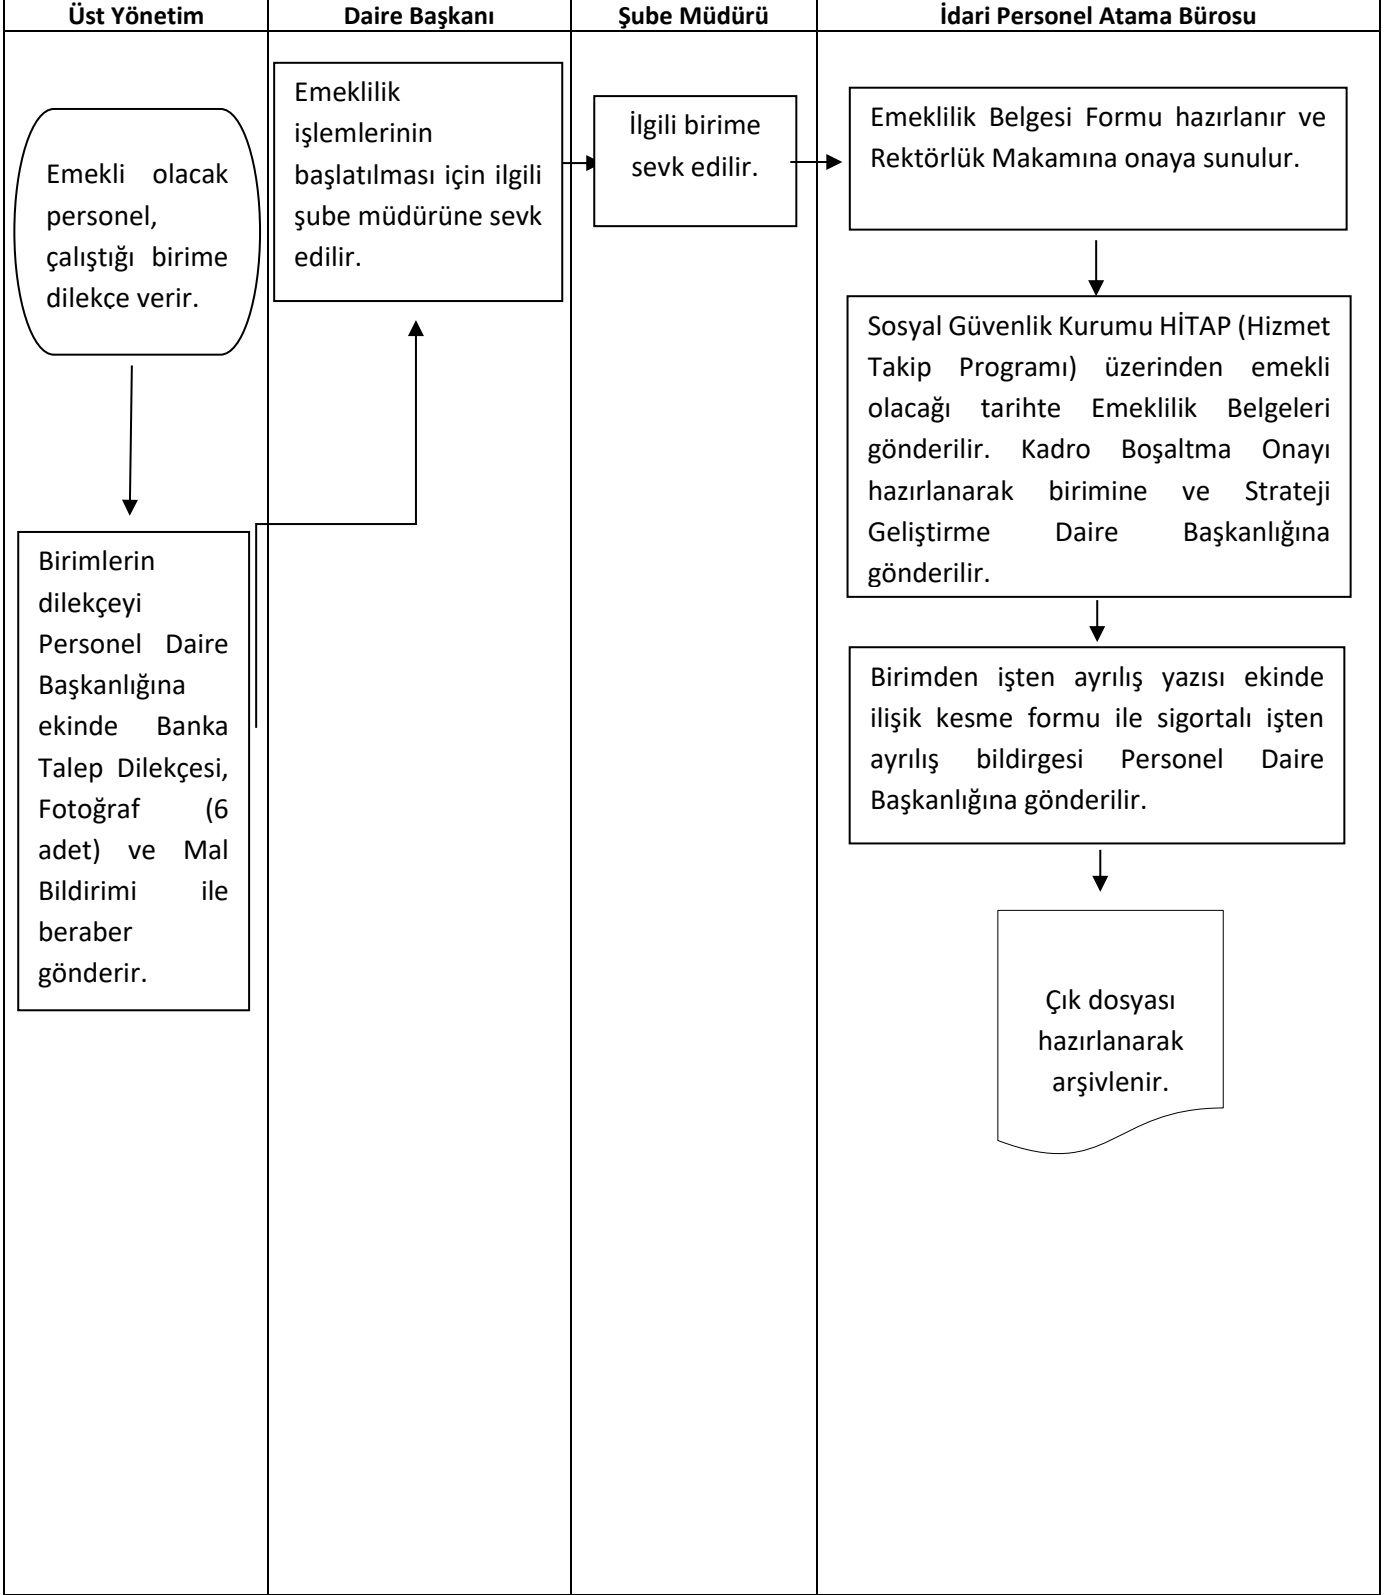 Üst Yönetim
Daire Başkanı
Şube Müdürü
İdari Personel Atama Bürosu
Emekli olacak
personel,
çalıştığı birime
dilekçe verir.
Birimlerin
dilekçeyi
Personel Daire
Başkanlığına
ekinde Banka
Talep Dilekçesi,
Fotoğraf (6
adet) ve Mal
Bildirimi ile
beraber
gönderir.
Emeklilik
işlemlerinin
başlatılması için ilgili
şube müdürüne sevk
edilir.
İlgili birime
sevk edilir.
Emeklilik Belgesi Formu hazırlanır ve
Rektörlük Makamına onaya sunulur.
Sosyal Güvenlik Kurumu HİTAP (Hizmet
Takip Programı) üzerinden emekli
olacağı tarihte Emeklilik Belgeleri
gönderilir. Kadro Boşaltma Onayı
hazırlanarak birimine ve Strateji
Geliştirme Daire Başkanlığına
gönderilir.
Birimden işten ayrılış yazısı ekinde
ilişik kesme formu ile sigortalı işten
ayrılış bildirgesi Personel Daire
Başkanlığına gönderilir.
Çık dosyası
hazırlanarak
arşivlenir.